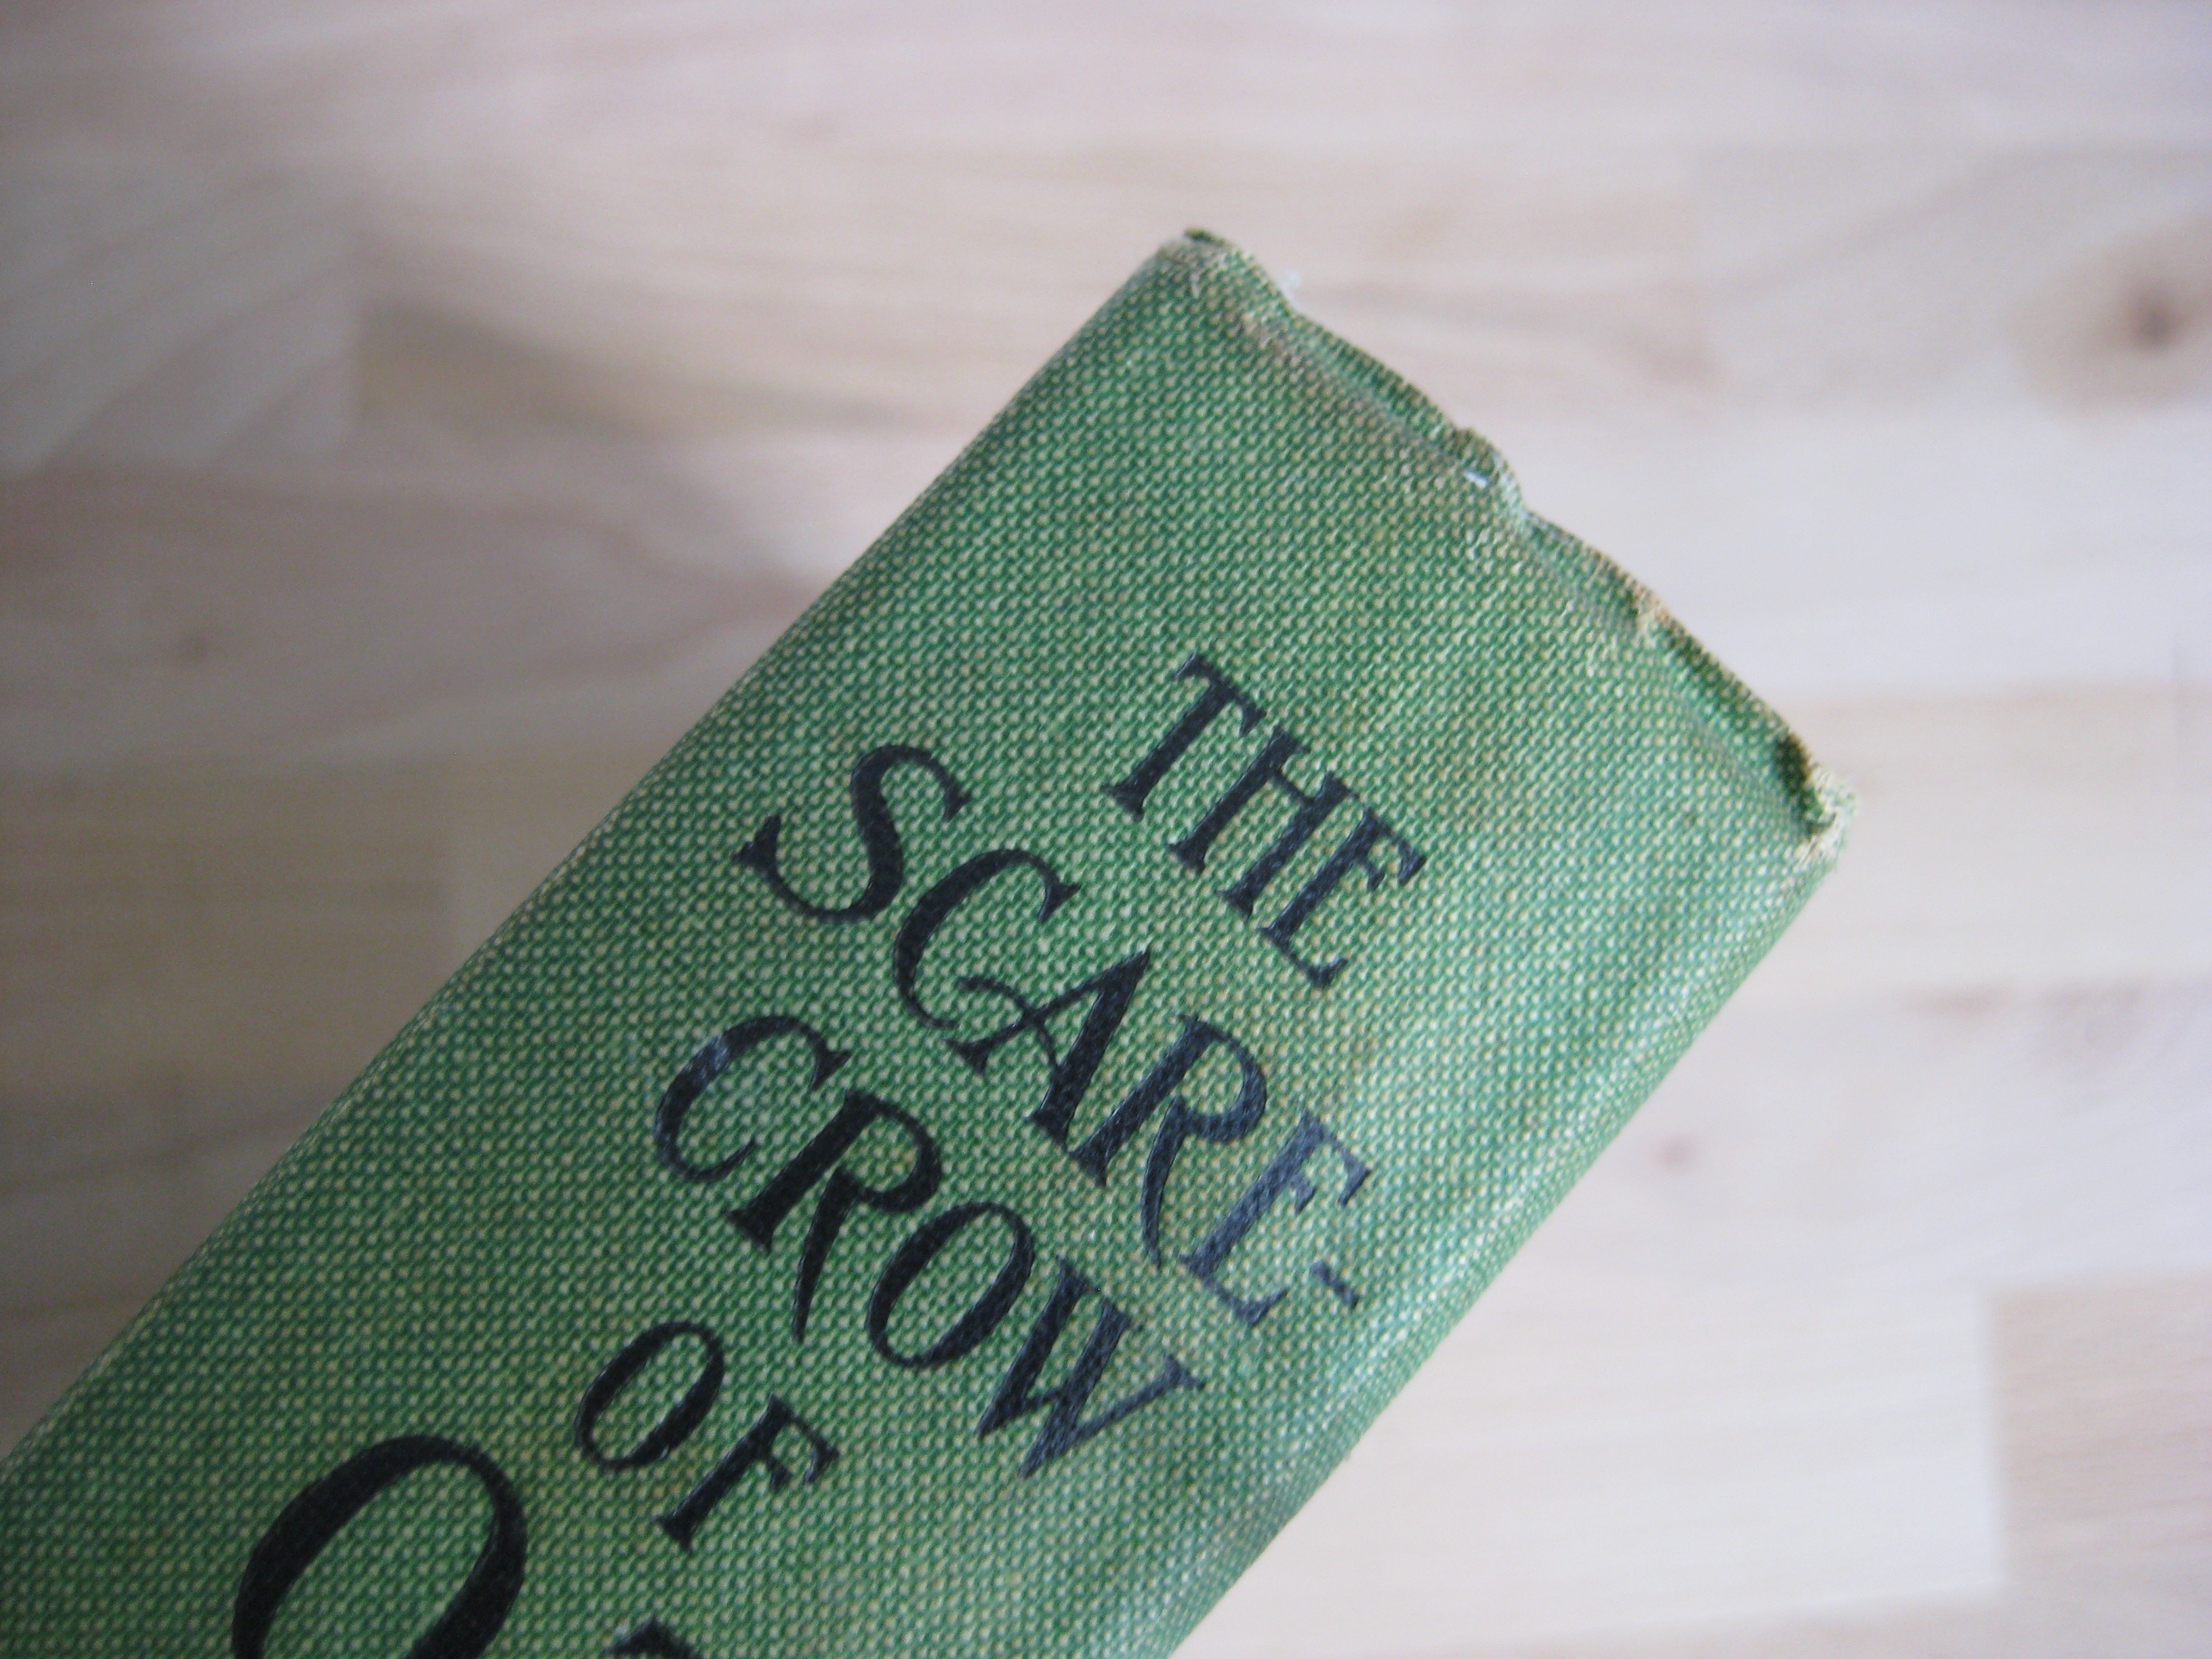 THE
SCARE-
CROW
OF
O